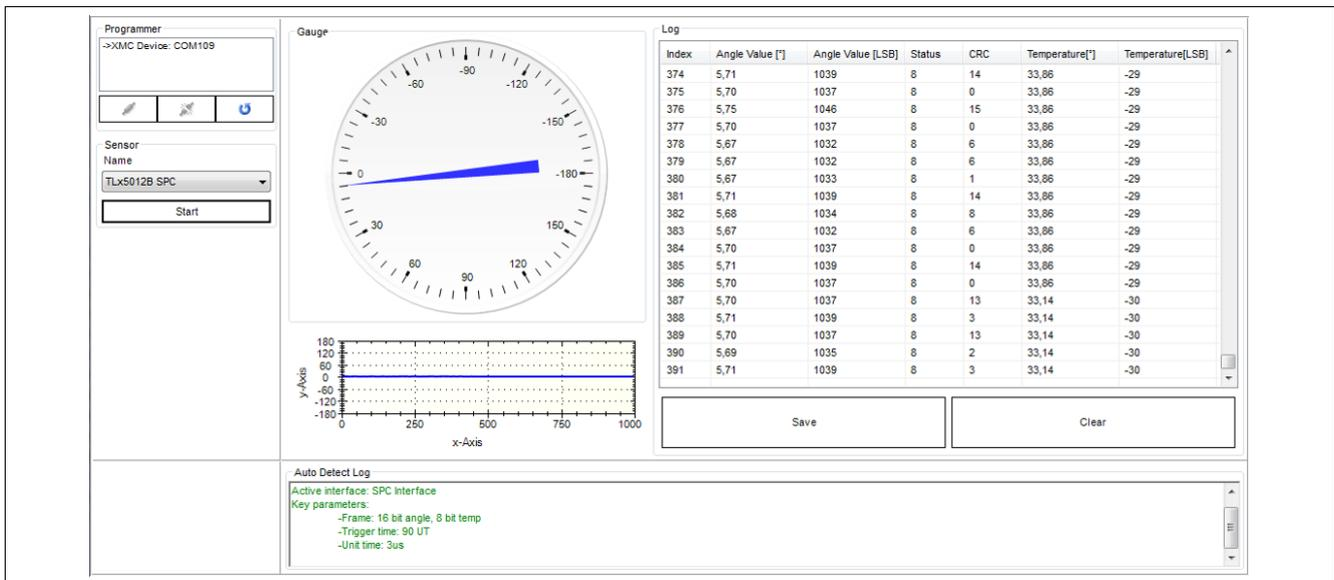 Programmer
->XMC Device: COM109
Sensor
Name
TLx5012B SPC
Start
Gauge
-90
-60
-120
-30
-150
0
-180
30
150
60
120
90
180
120
60
0
-60
-120
-180
y-Axis
0 250 500 750 1000
x-Axis
Log
Index Angle Value [°] Angle Value [LSB] Status CRC Temperature[°] Temperature[LSB]
374 5,71 1039 8 14 33,86 -29
375 5,70 1037 8 0 33,86 -29
376 5,75 1046 8 15 33,86 -29
377 5,70 1037 8 0 33,86 -29
378 5,67 1032 8 6 33,86 -29
379 5,67 1032 8 6 33,86 -29
380 5,67 1033 8 1 33,86 -29
381 5,71 1039 8 14 33,86 -29
382 5,68 1034 8 8 33,86 -29
383 5,67 1032 8 6 33,86 -29
384 5,70 1037 8 0 33,86 -29
385 5,71 1039 8 14 33,86 -29
386 5,70 1037 8 0 33,86 -29
387 5,70 1037 8 13 33,14 -30
388 5,71 1039 8 3 33,14 -30
389 5,70 1037 8 13 33,14 -30
390 5,69 1035 8 2 33,14 -30
391 5,71 1039 8 3 33,14 -30
Save
Clear
Auto Detect Log
Active interface: SPC Interface
Key parameters:
-Frame: 16 bit angle, 8 bit temp
-Trigger time: 90 UT
-Unit time: 3us